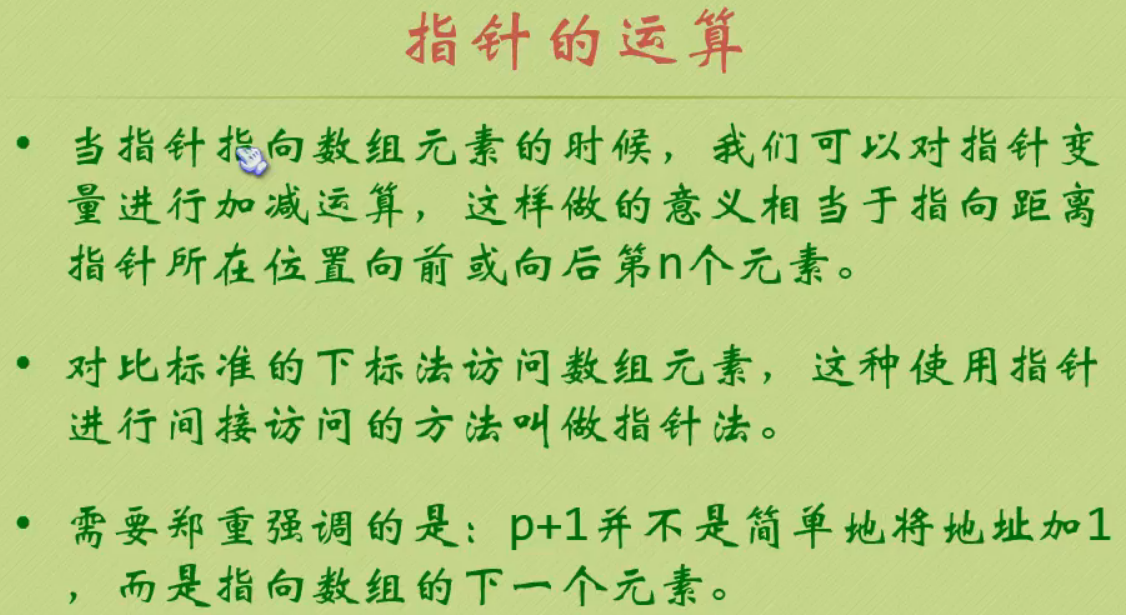 指针的运算
• 当指针指向数组元素的时候，我们可以对指针变
量进行加减运算，这样做的意义相当于指向距离
指针所在位置向前或向后第n个元素。
• 对比标准的下标法访问数组元素，这种使用指针
进行间接访问的方法叫做指针法。
• 需要郑重强调的是：p+1并不是简单地将地址加1
，而是指向数组的下一个元素。